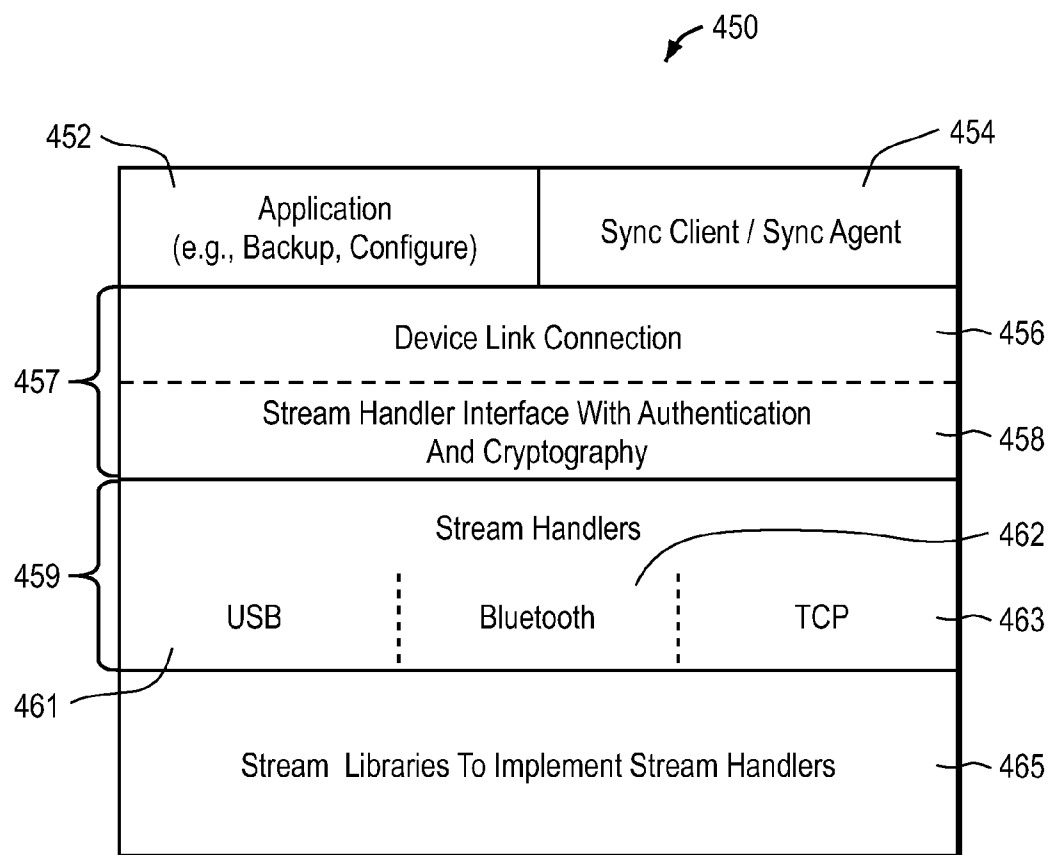 450
452
454
Application
(e.g., Backup, Configure)
Sync Client / Sync Agent
Device Link Connection
456
457
Stream Handler Interface With Authentication
And Cryptography
458
Stream Handlers
462
459
USB
Bluetooth
TCP
463
461
Stream Libraries To Implement Stream Handlers
465